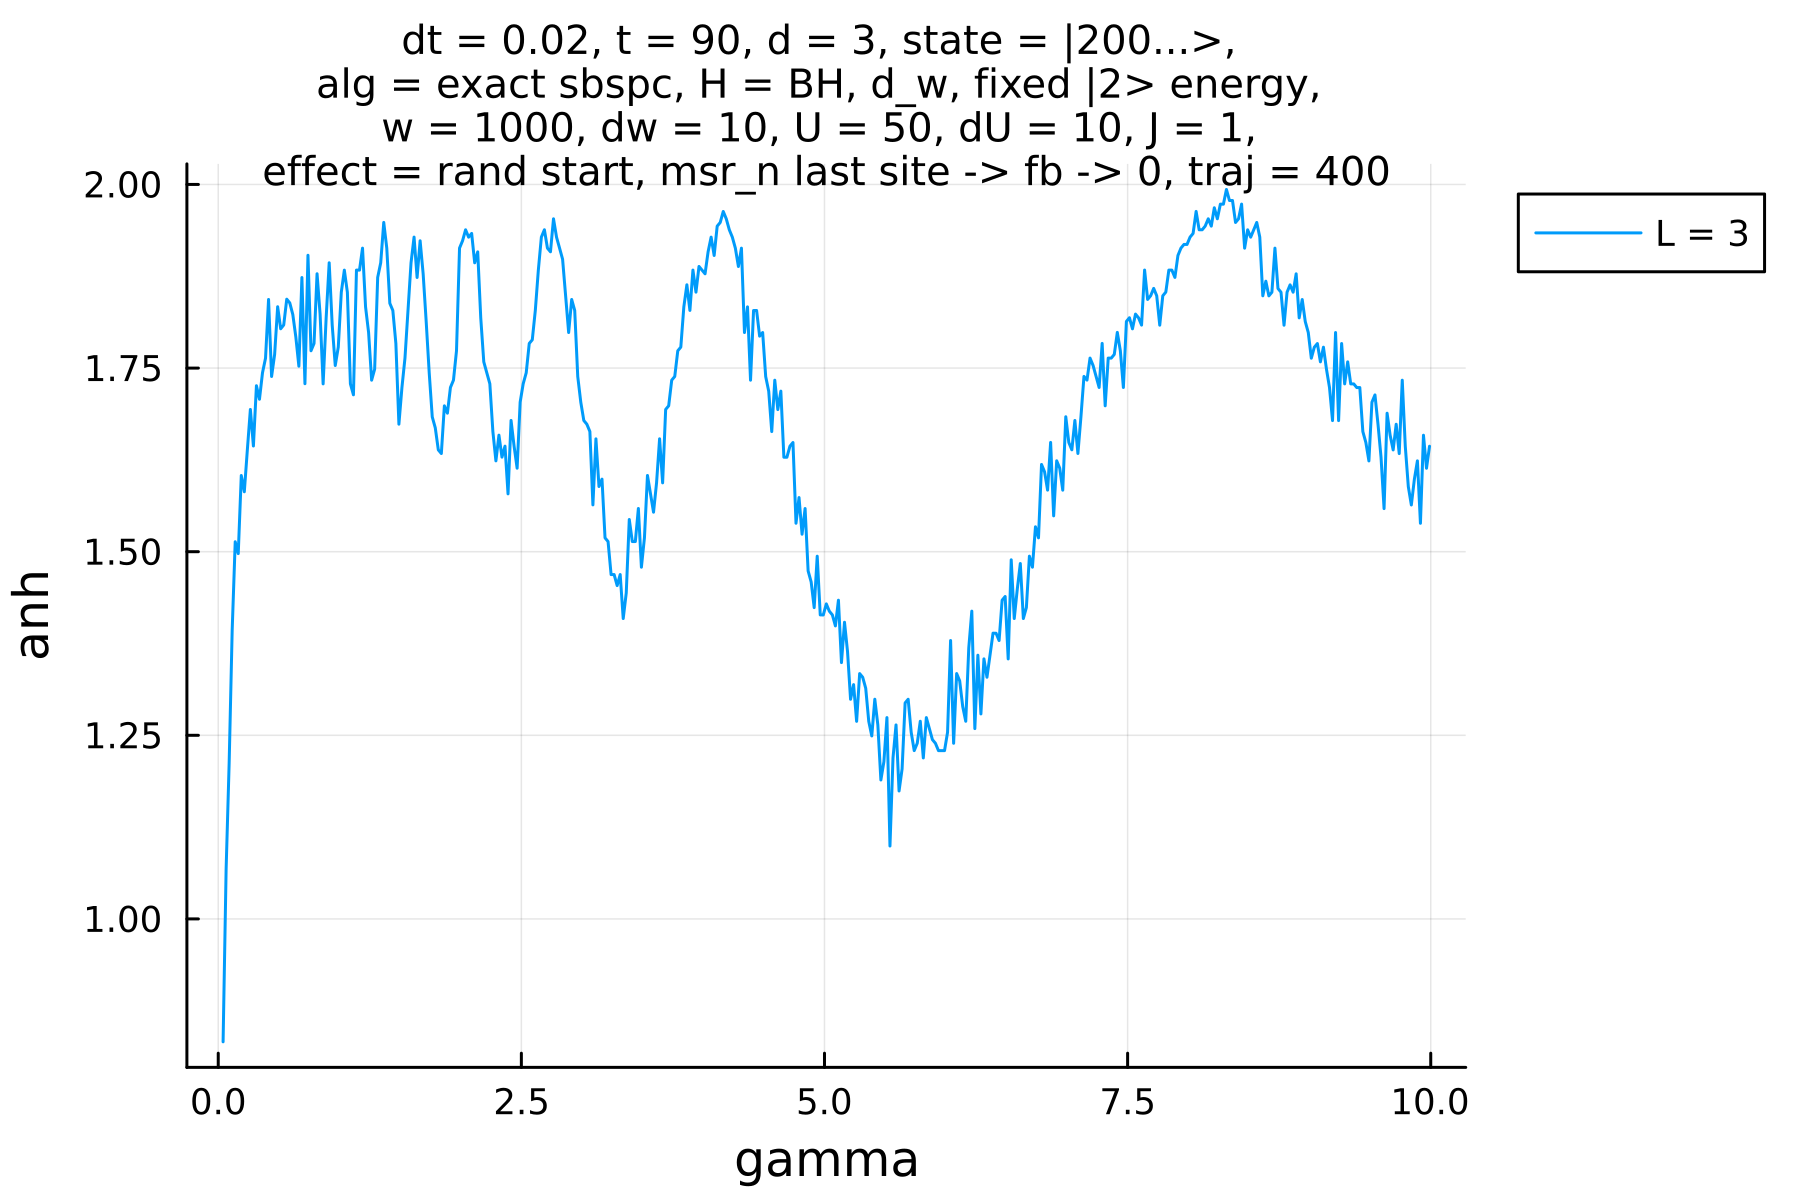 dt = 0.02, t = 90, d = 3, state = |200...>,
alg = exact sbspc, H = BH, d_w, fixed |2> energy,
w = 1000, dw = 10, U = 50, dU = 10, J = 1,
effect = rand start, msr_n last site -> fb -> 0, traj = 400
2.00
1.75
1.50
1.25
1.00
anh
0.0 2.5 5.0 7.5 10.0
gamma
L = 3